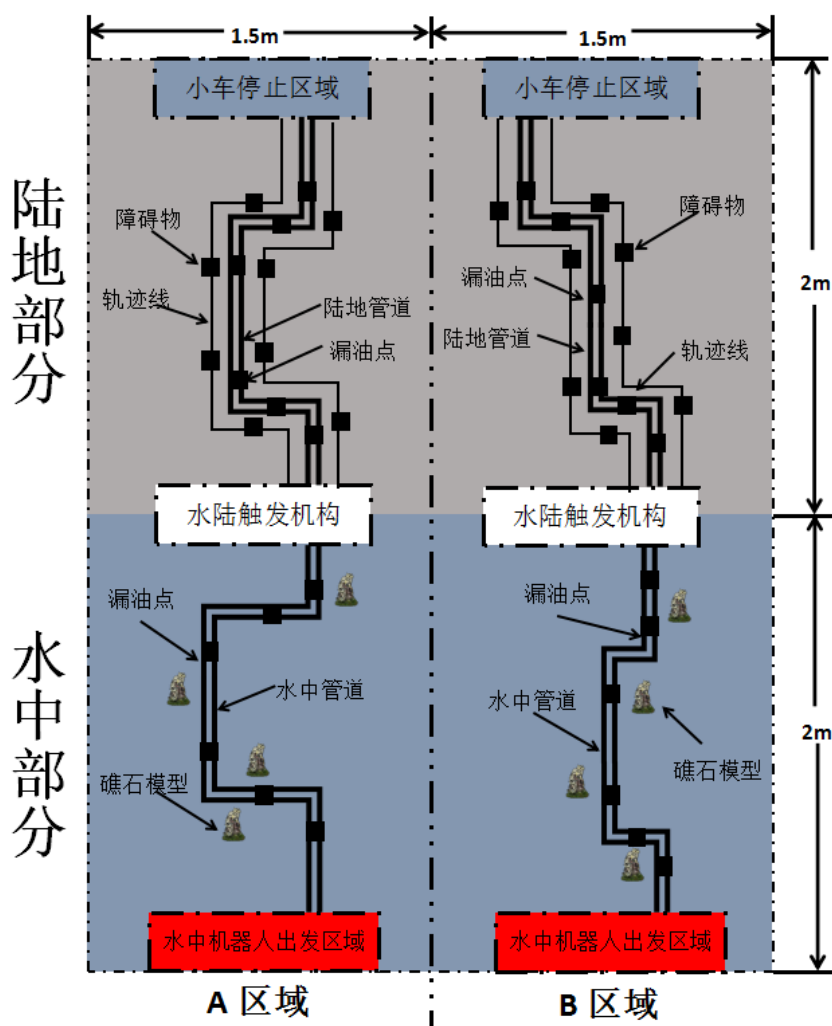 1.5m
1.5m
小车停止区域
小车停止区域
陆地部分
障碍物
障碍物
漏油点
轨迹线
陆地管道
2m
漏油点
陆地管道
轨迹线
水陆触发机构
水陆触发机构
漏油点
漏油点
水中部分
水中管道
水中管道
2m
礁石模型
礁石模型
水中机器人出发区域
水中机器人出发区域
A 区域
B 区域